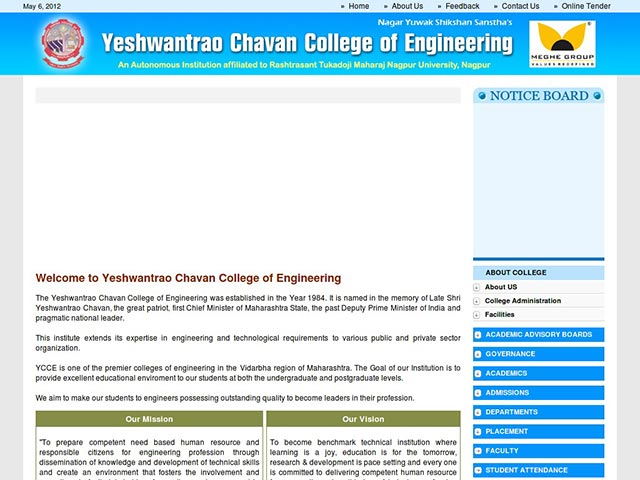 May 6, 2012
» Home » About Us » Feedback » Contact Us » Online Tender
Nagar Yuwak Shikshan Sanstha's
Yeshwantrao Chavan College of Engineering
An Autonomous Institution affiliated to Rashtrasant Tukadoji Maharaj Nagpur University, Nagpur
MEGHE GROUP
VALUES REDEFINED
NOTICE BOARD
Welcome to Yeshwantrao Chavan College of Engineering
The Yeshwantrao Chavan College of Engineering was established in the Year 1984. It is named in the memory of Late Shri
Yeshwantrao Chavan, the great patriot, first Chief Minister of Maharashtra State, the past Deputy Prime Minister of India and
pragmatic national leader.
This institute extends its expertise in engineering and technological requirements to various public and private sector
organization.
YCCE is one of the premier colleges of engineering in the Vidarbha region of Maharashtra. The Goal of our Institution is to
provide excellent educational enviroment to our students at both the undergraduate and postgraduate levels.
We aim to make our students to engineers possessing outstanding quality to become leaders in their profession.
Our Mission
"To prepare competent need based human resource and
responsible citizens for engineering profession through
dissemination of knowledge and development of technical skills
and create an environment that fosters the involvement and
Our Vision
To become benchmark technical institution where
learning is a joy, education is for the tomorrow,
research & development is pace setting and every one
is committed to delivering competent human resource
ABOUT COLLEGE
About US
College Administration
Facilities
ACADEMIC ADVISORY BOARDS
GOVERNANCE
ACADEMICS
ADMISSIONS
DEPARTMENTS
PLACEMENT
FACULTY
STUDENT ATTENDANCE